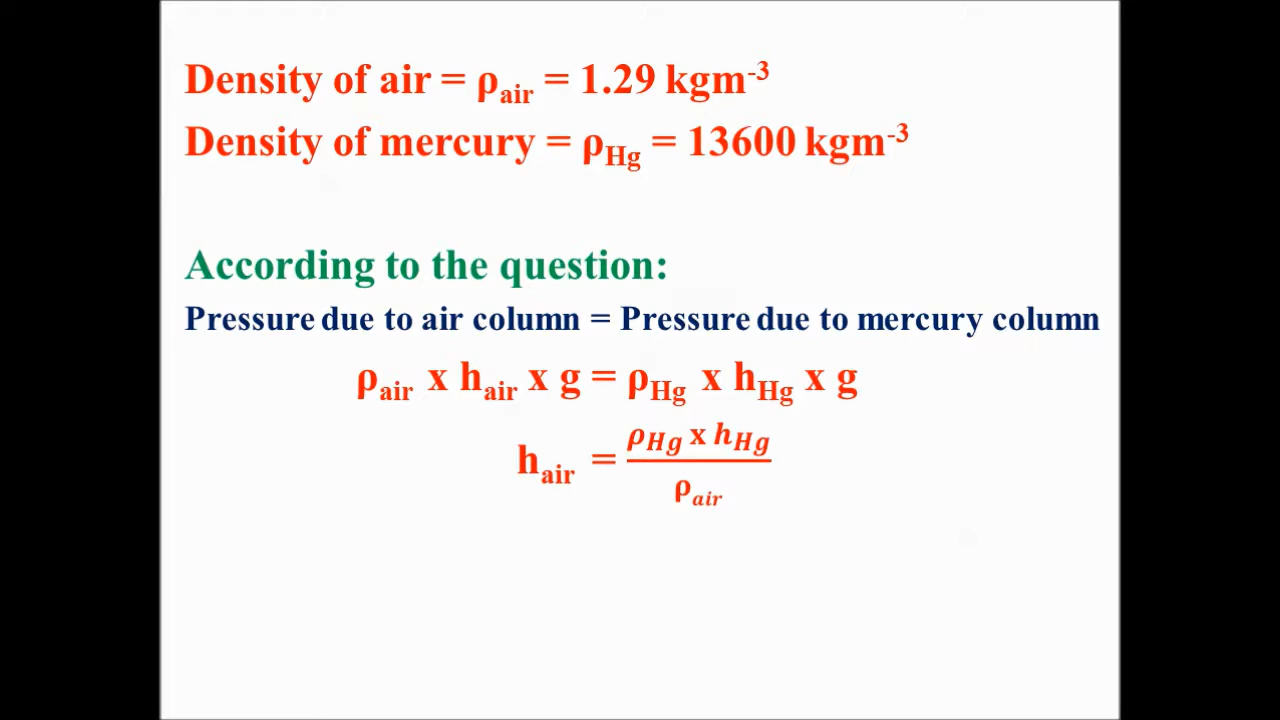 Density of air = ρair = 1.29 kgm-3
Density of mercury = ρHg = 13600 kgm-3
According to the question:
Pressure due to air column = Pressure due to mercury column
ρair x hair x g = ρHg x hHg x g
hair = ρHg x hHg / ρair